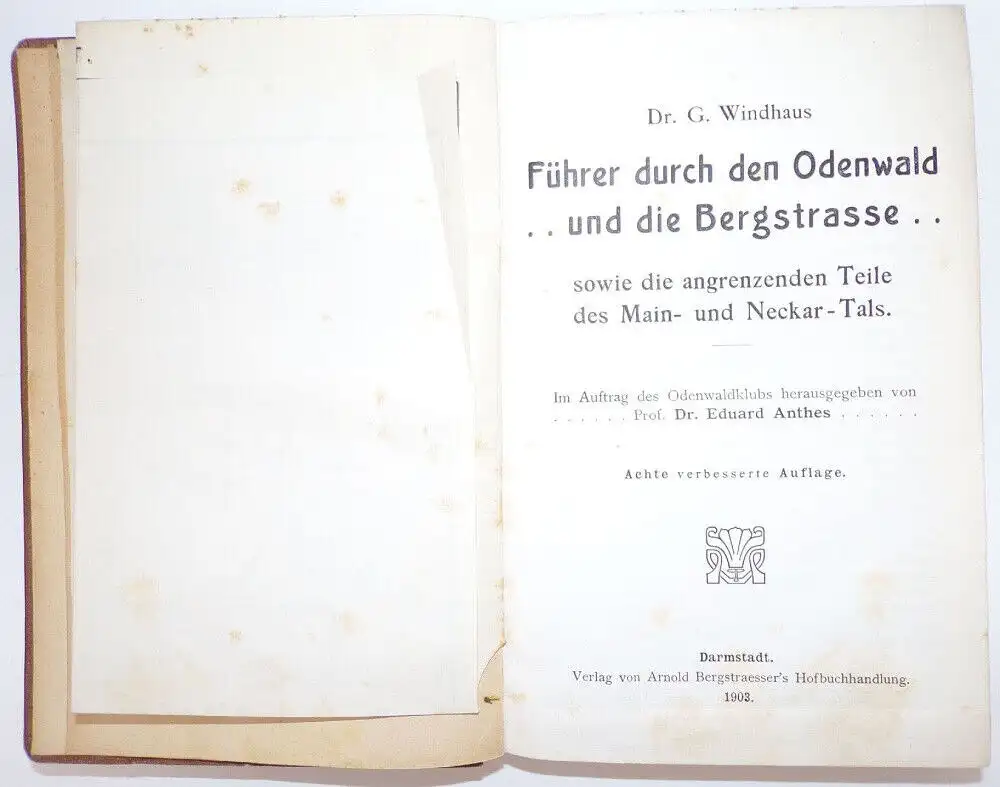 Dr. G. Windhaus
Führer durch den Odenwald
. . und die Bergstrasse . .
sowie die angrenzenden Teile
des Main- und Neckar-Tals.
Im Auftrag des Odenwaldklubs herausgegeben von
. . . . . . Prof. Dr. Eduard Anthes . . . . . .
Achte verbesserte Auflage.
Darmstadt.
Verlag von Arnold Bergstraesser's Hofbuchhandlung.
1903.